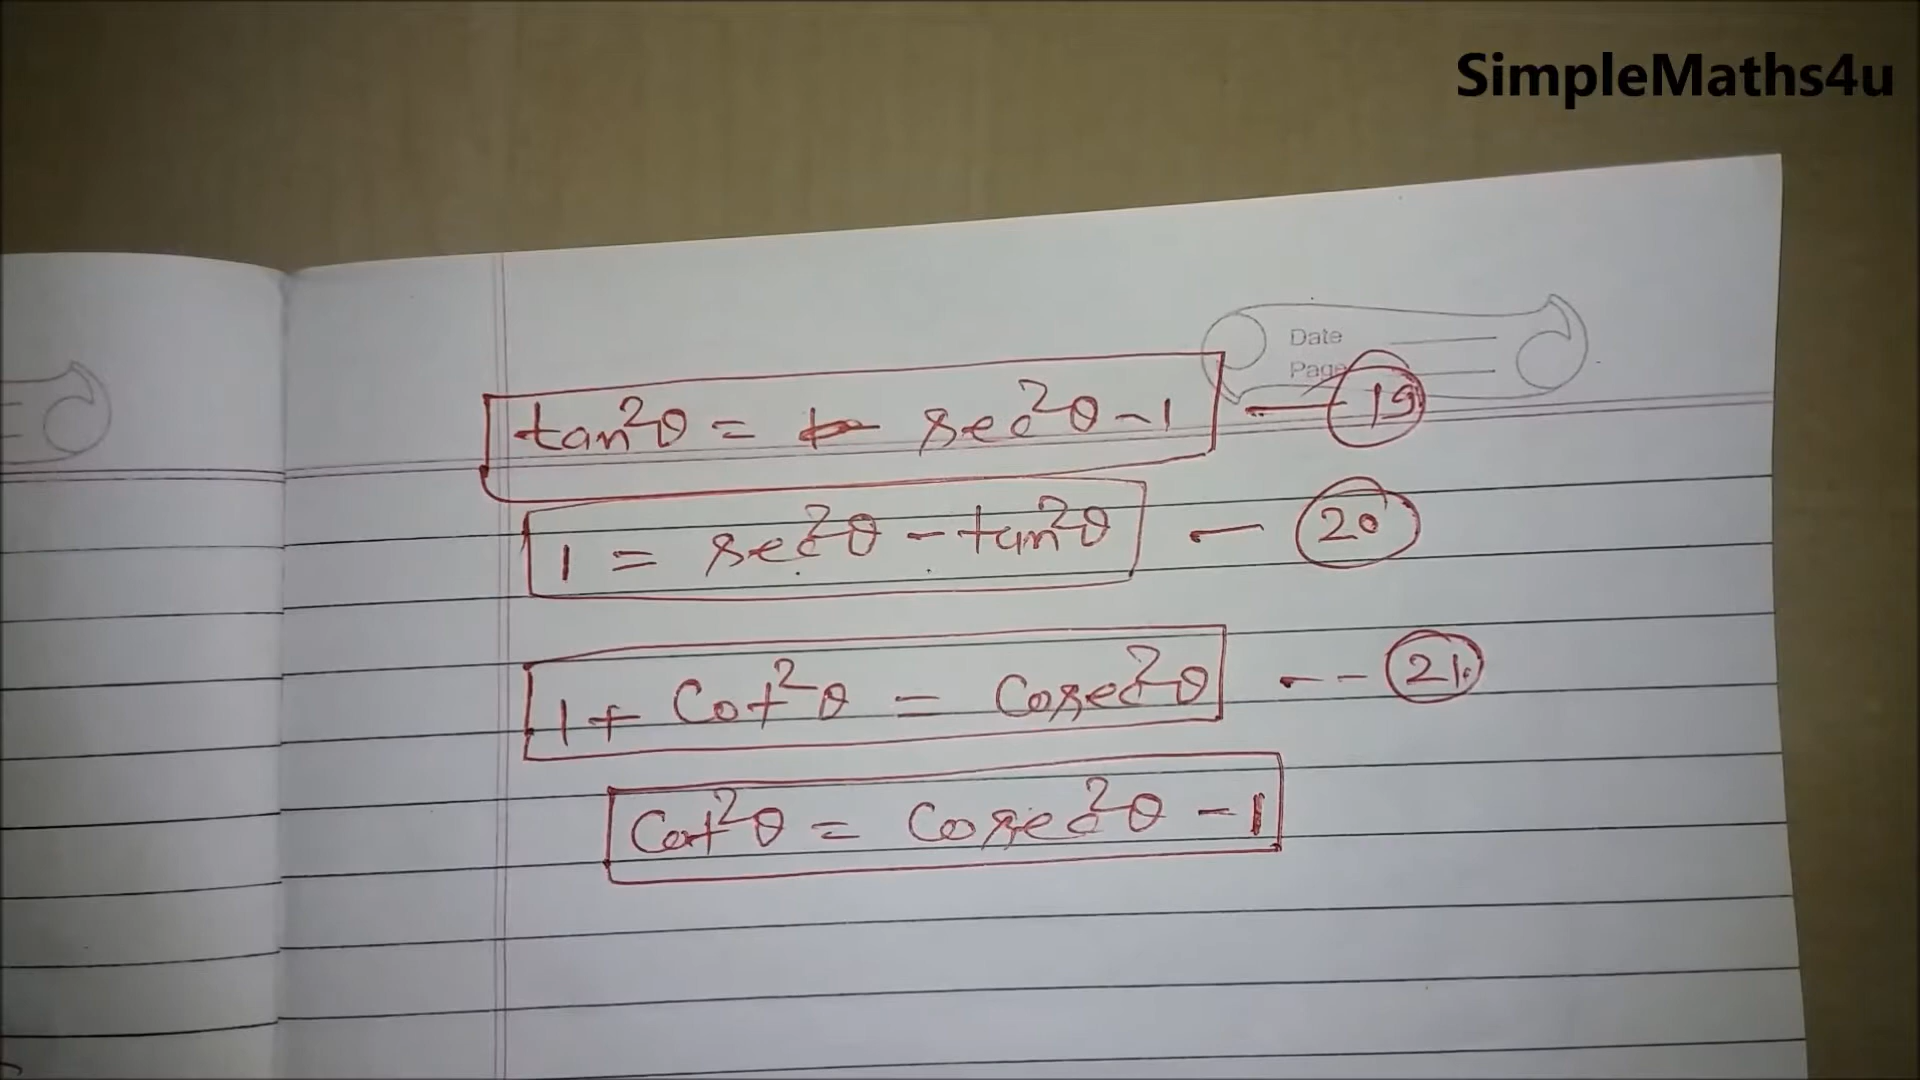 SimpleMaths4u
Date
Page
tan²θ = sec²θ - 1 — 19
1 = sec²θ - tan²θ — 20
1 + Cot²θ = Cosec²θ -- 21
Cot²θ = Cosec²θ - 1